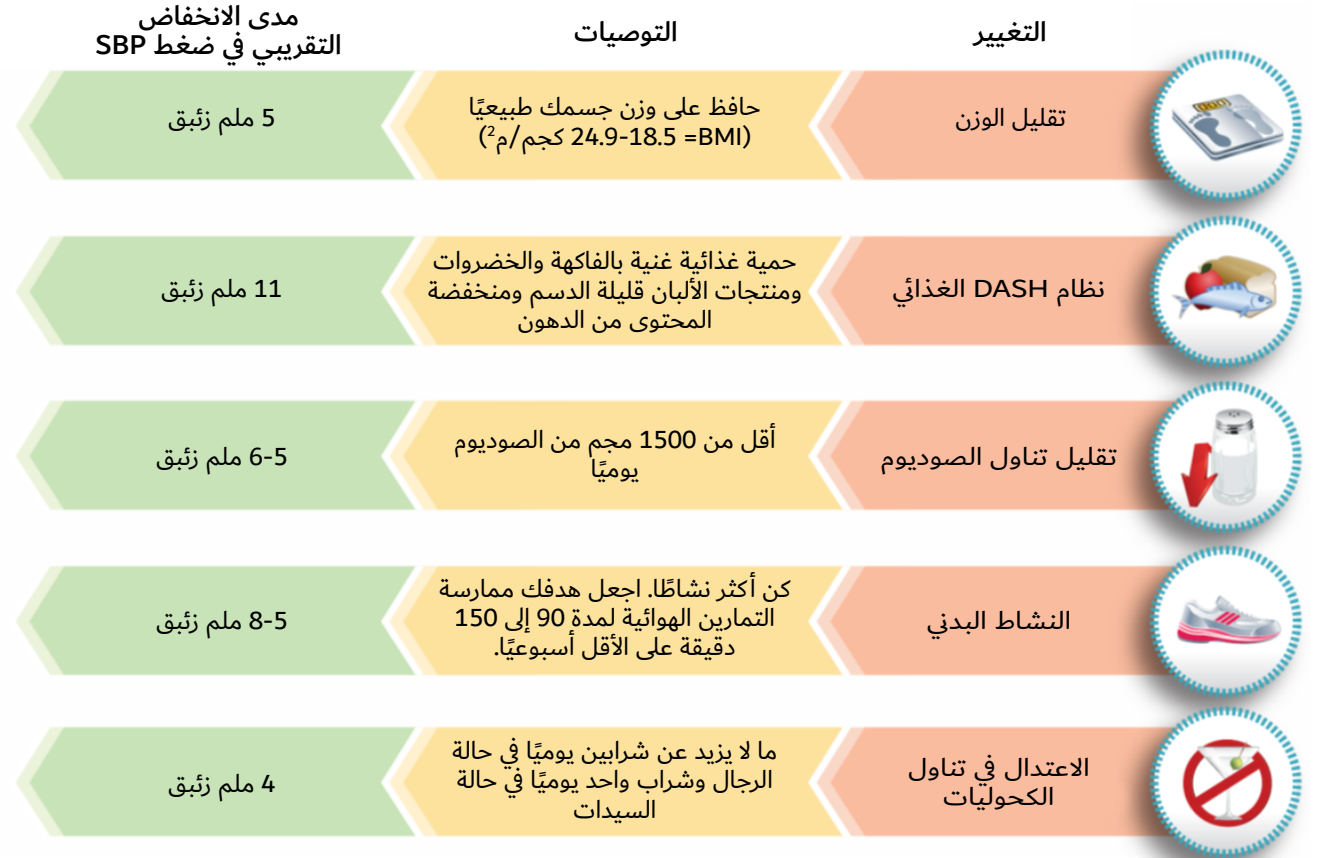 التغيير
التوصيات
مدى الانخفاض
التقريبي في ضغط SBP
تقليل الوزن
حافظ على وزن جسمك طبيعيًا
(BMI= 18.5-24.9 كجم/م²)
5 ملم زئبق
نظام DASH الغذائي
حمية غذائية غنية بالفاكهة والخضروات
ومنتجات الألبان قليلة الدسم ومنخفضة
المحتوى من الدهون
11 ملم زئبق
تقليل تناول الصوديوم
أقل من 1500 مجم من الصوديوم
يوميًا
5-6 ملم زئبق
النشاط البدني
كن أكثر نشاطًا. اجعل هدفك ممارسة
التمارين الهوائية لمدة 90 إلى 150
دقيقة على الأقل أسبوعيًا.
5-8 ملم زئبق
الاعتدال في تناول
الكحوليات
ما لا يزيد عن شرابين يوميًا في حالة
الرجال وشراب واحد يوميًا في حالة
السيدات
4 ملم زئبق